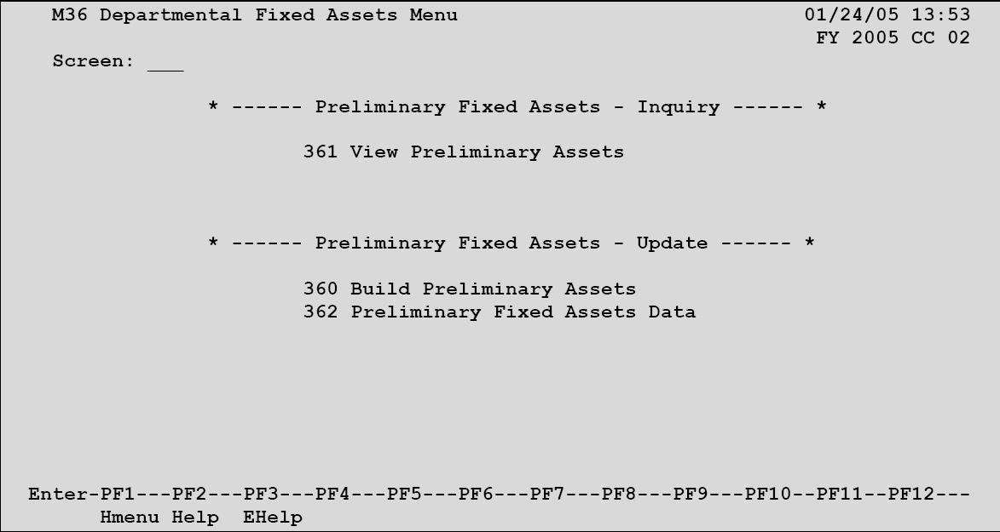 M36 Departmental Fixed Assets Menu 01/24/05 13:53
FY 2005 CC 02
Screen: ___
* ------ Preliminary Fixed Assets - Inquiry ------ *
361 View Preliminary Assets
* ------ Preliminary Fixed Assets - Update ------ *
360 Build Preliminary Assets
362 Preliminary Fixed Assets Data
Enter-PF1---PF2---PF3---PF4---PF5---PF6---PF7---PF8---PF9---PF10--PF11--PF12---
Hmenu Help EHelp